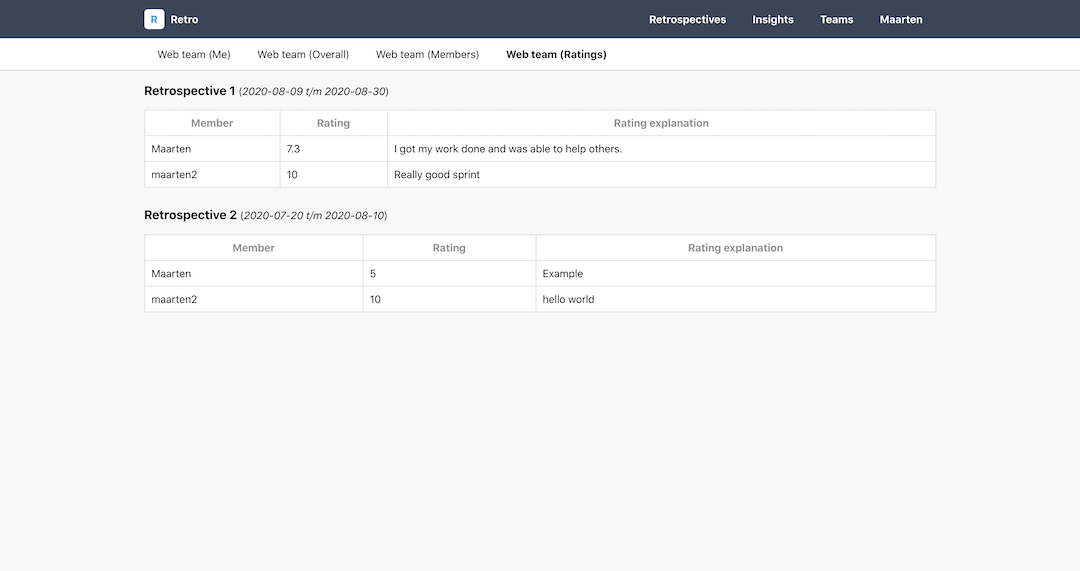 R Retro Retrospectives Insights Teams Maarten
Web team (Me) Web team (Overall) Web team (Members) Web team (Ratings)
Retrospective 1 (2020-08-09 t/m 2020-08-30)
Member Rating Rating explanation
Maarten 7.3 I got my work done and was able to help others.
maarten2 10 Really good sprint
Retrospective 2 (2020-07-20 t/m 2020-08-10)
Member Rating Rating explanation
Maarten 5 Example
maarten2 10 hello world